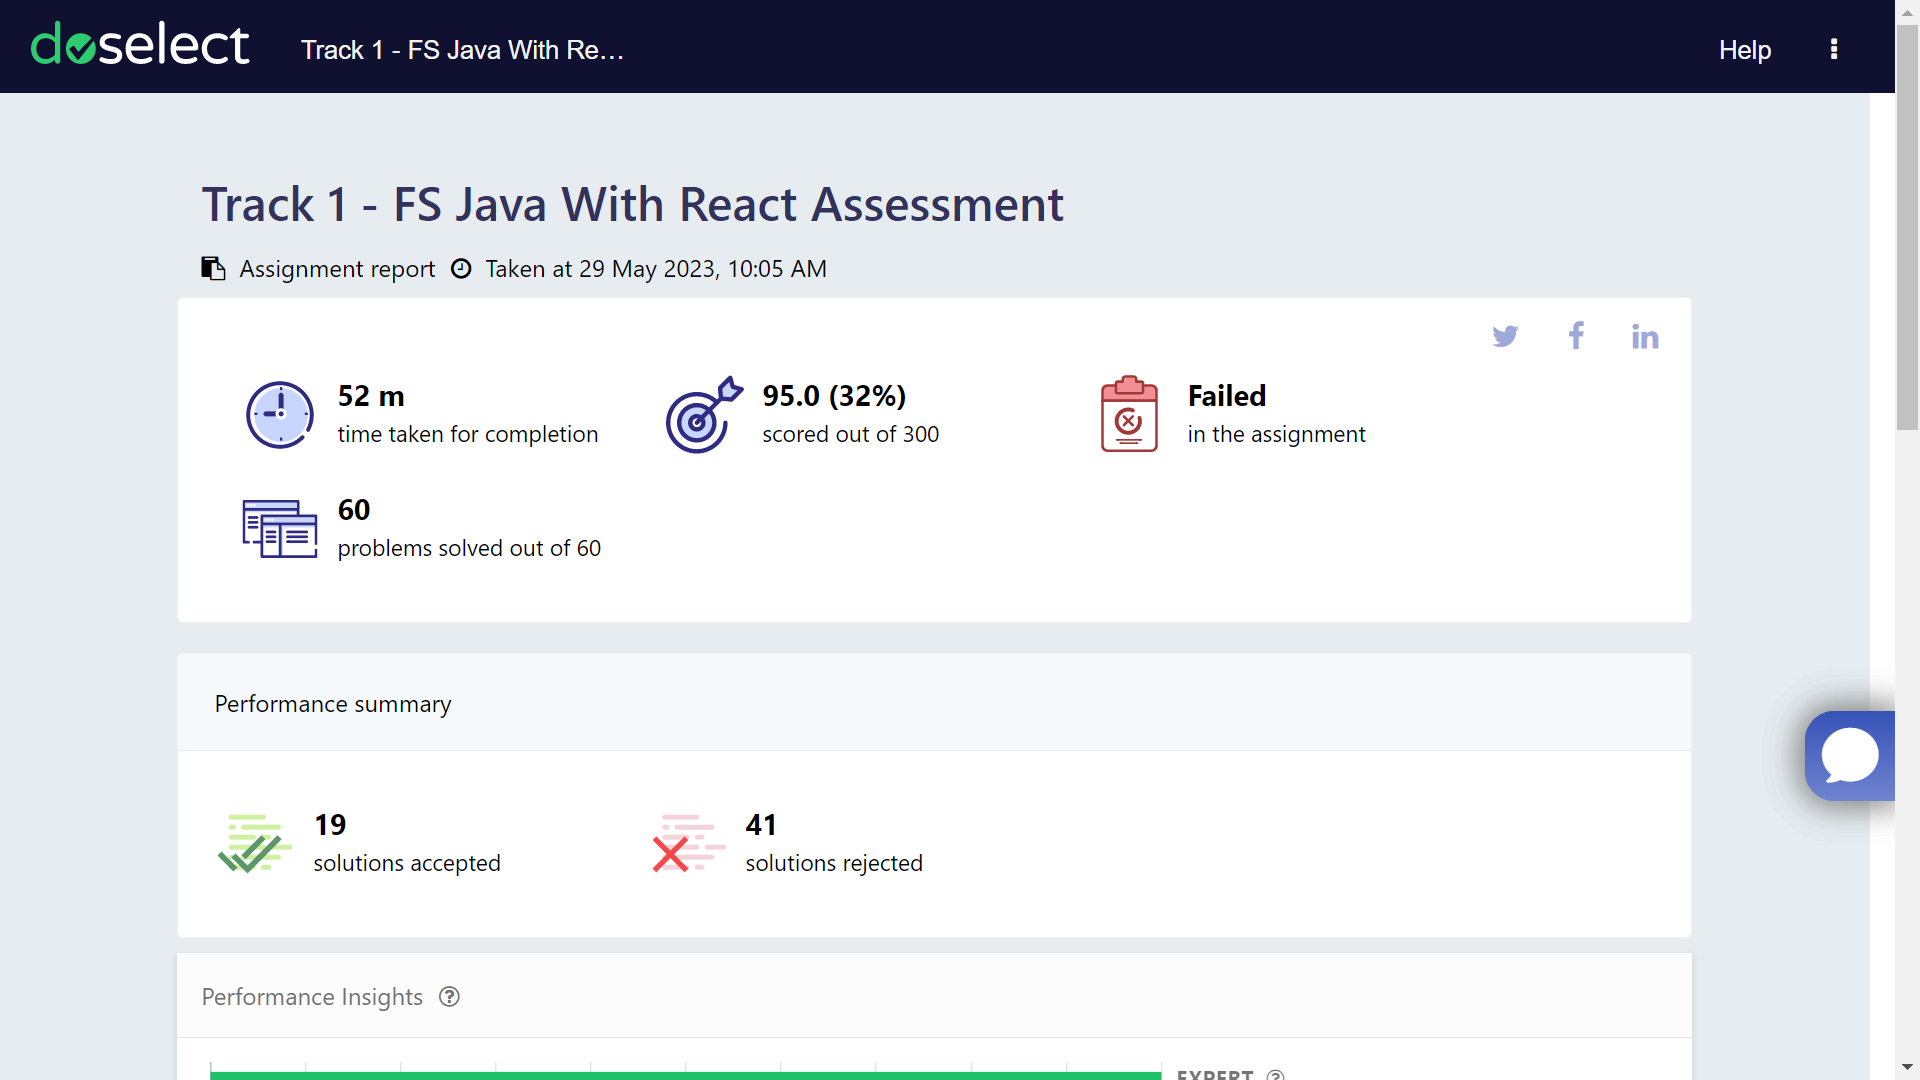 doselect
Track 1 - FS Java With Re...
Help
Track 1 - FS Java With React Assessment
Assignment report Taken at 29 May 2023, 10:05 AM
52 m
time taken for completion
95.0 (32%)
scored out of 300
Failed
in the assignment
60
problems solved out of 60
Performance summary
19
solutions accepted
41
solutions rejected
Performance Insights
EXPERT